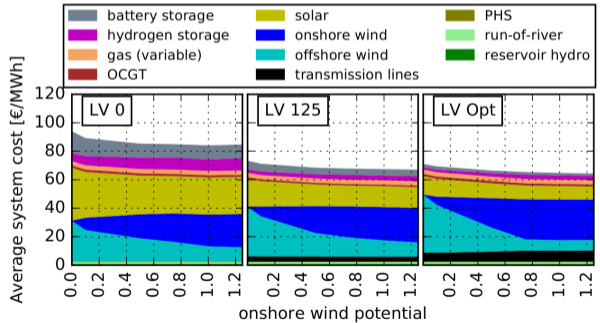 battery storage solar PHS
hydrogen storage onshore wind run-of-river
gas (variable) offshore wind reservoir hydro
OCGT transmission lines
Average system cost [€/MWh]
120
100
80
60
40
20
0
LV 0 LV 125 LV Opt
0.0 0.2 0.4 0.6 0.8 1.0 1.2 0.2 0.4 0.6 0.8 1.0 1.2 0.2 0.4 0.6 0.8 1.0 1.2
onshore wind potential